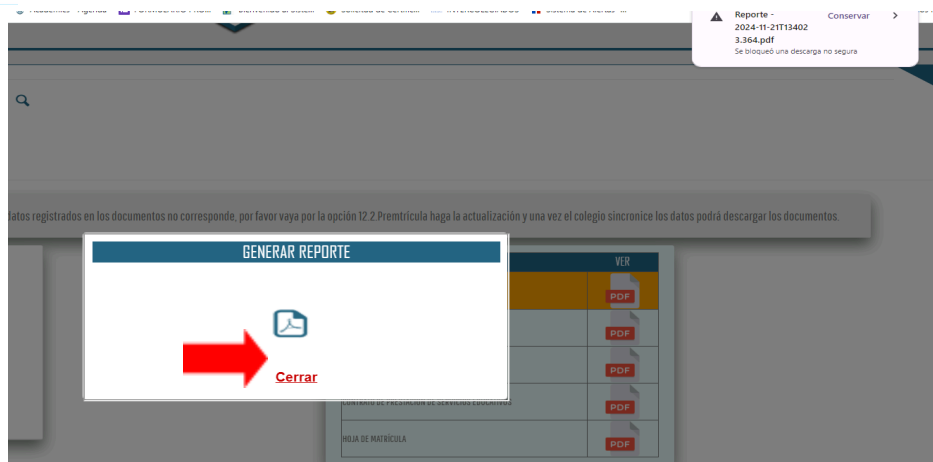 Reporte -
2024-11-21T13402
3.364.pdf
Conservar
Se bloqueó una descarga no segura
datos registrados en los documentos no corresponde, por favor vaya por la opción 12.2.Premtrícula haga la actualización y una vez el colegio sincronice los datos podrá descargar los documentos.
GENERAR REPORTE
VER
PDF
PDF
PDF
Cerrar
CONTRATO DE PRESTACIÓN DE SERVICIOS EDUCATIVOS
PDF
HOJA DE MATRÍCULA
PDF